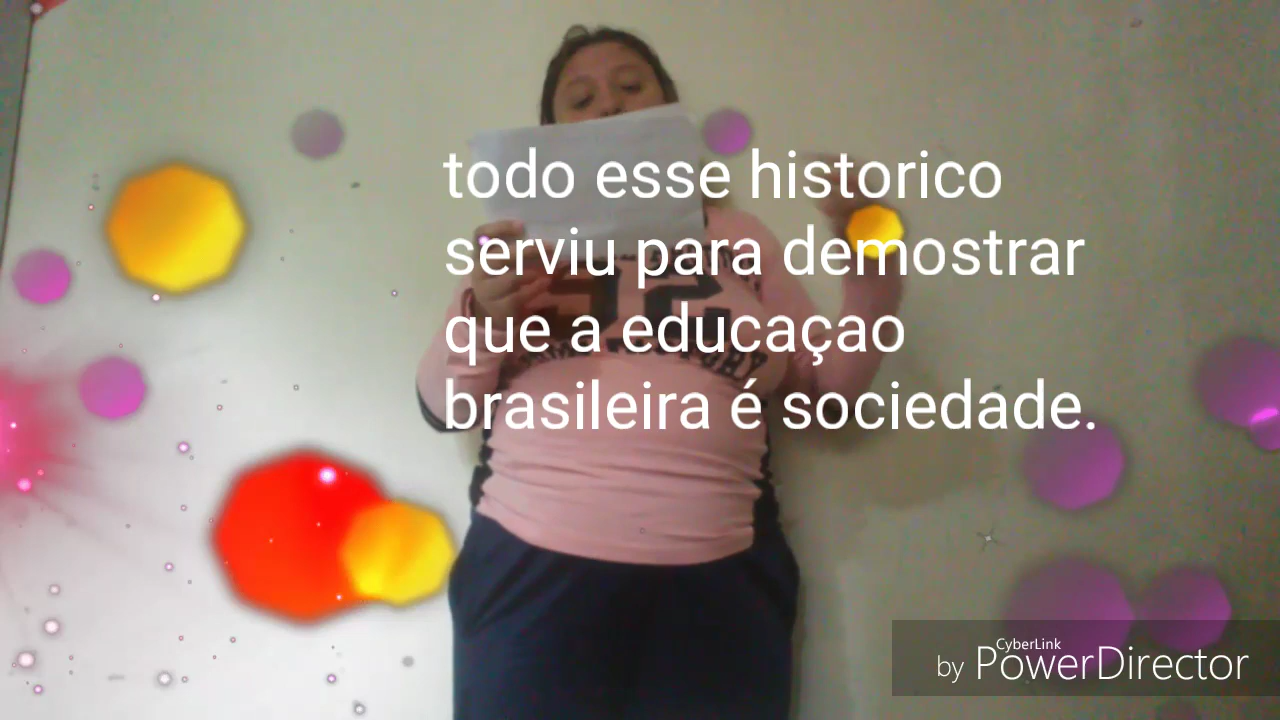 todo esse historico
serviu para demostrar
que a educaçao
brasileira é sociedade.
CyberLink
by PowerDirector